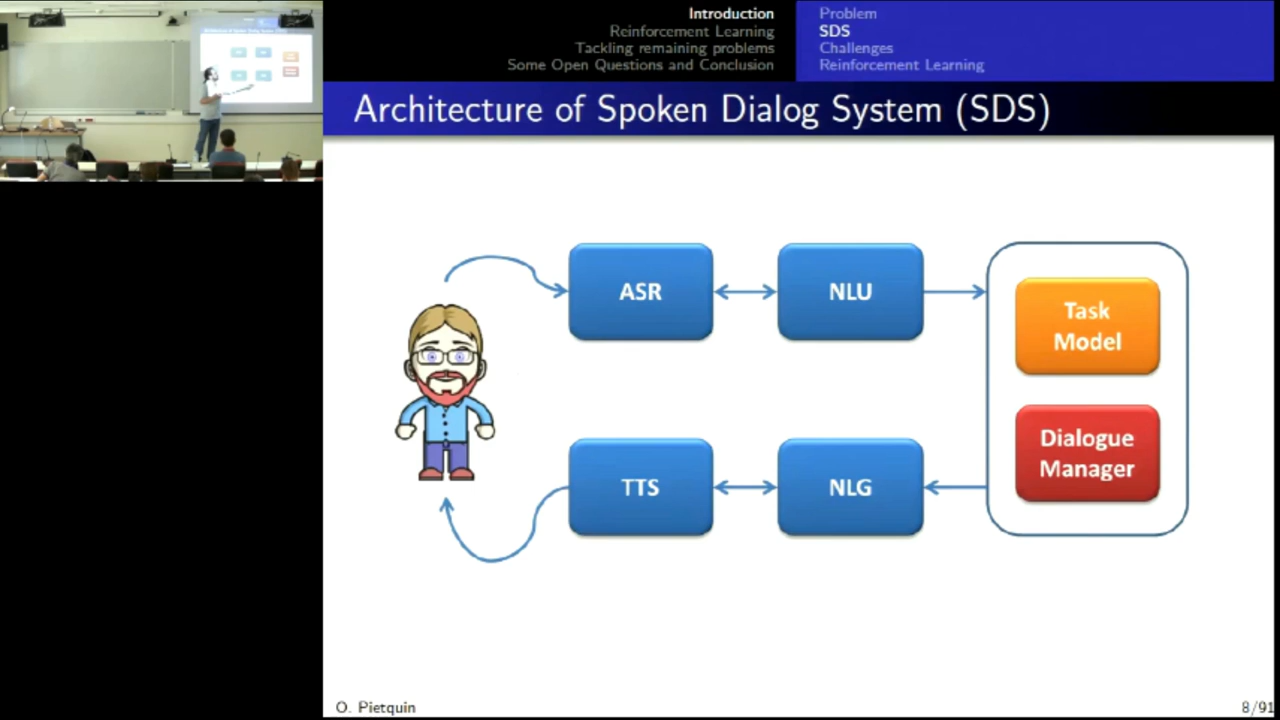 Introduction
Reinforcement Learning
Tackling remaining problems
Some Open Questions and Conclusion
Problem
SDS
Challenges
Reinforcement Learning
Architecture of Spoken Dialog System (SDS)
ASR
NLU
Task
Model
Dialogue
Manager
TTS
NLG
O. Pietquin
8/91